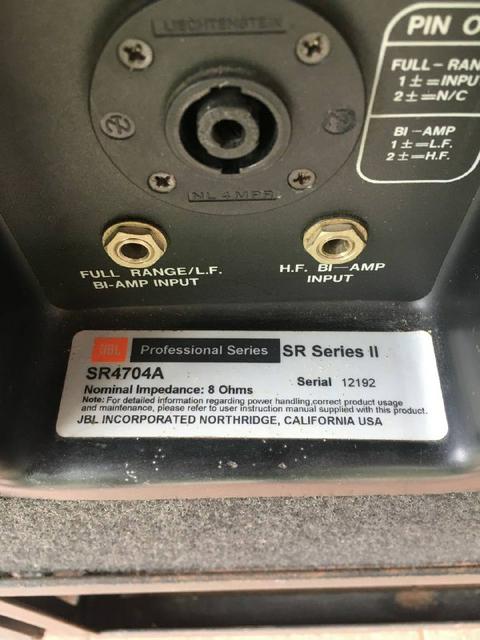 LIECHTENSTEIN
NL4MPR
PIN O
FULL-RAN
1±=INPU
2±=N/C
BI-AMP
1±=L.F.
2±=H.F.
FULL RANGE/L.F.
BI-AMP INPUT
H.F. BI-AMP
INPUT
JBL Professional Series SR Series II
SR4704A
Nominal Impedance: 8 Ohms Serial 12192
Note: For detailed information regarding power handling,correct product usage
and maintenance, please refer to user instruction manual supplied with this product.
JBL INCORPORATED NORTHRIDGE, CALIFORNIA USA